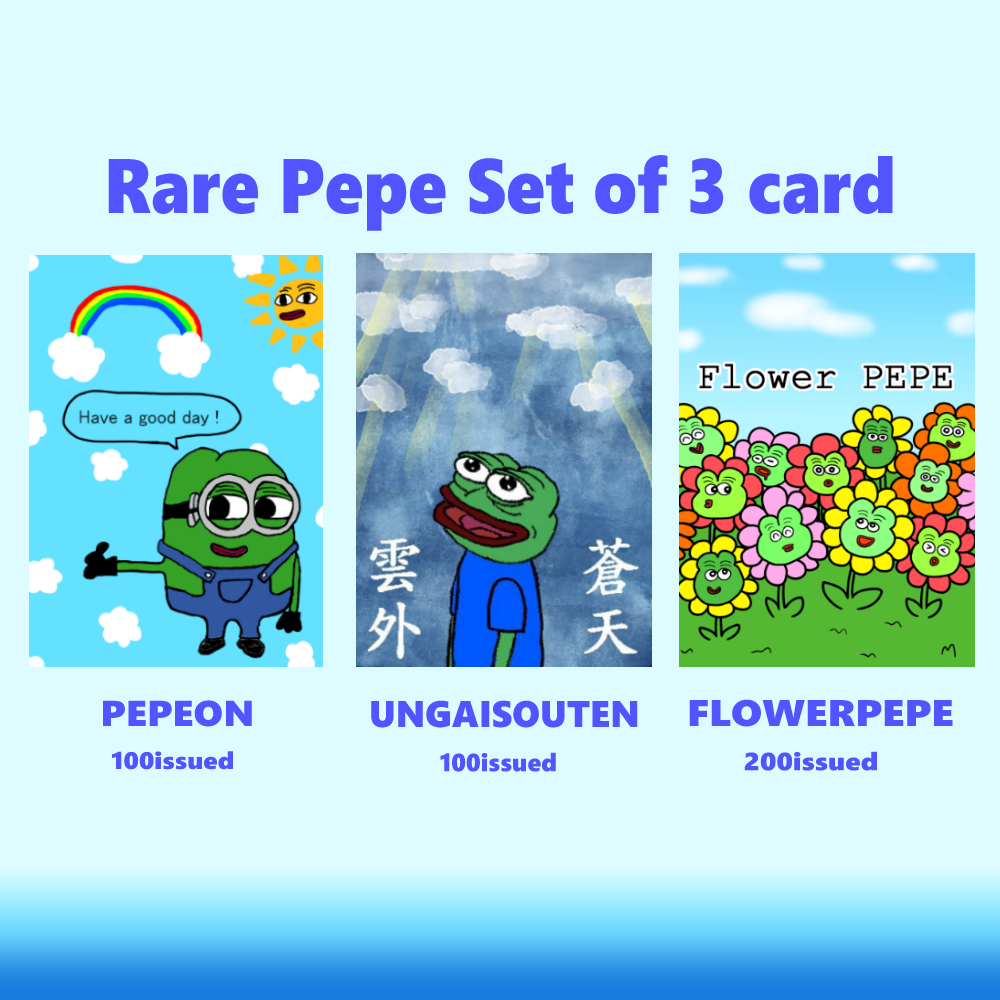 Rare Pepe Set of 3 card
Have a good day !
雲外
蒼天
Flower PEPE
M
PEPEON
UNGAISOUTEN
FLOWERPEPE
100issued
100issued
200issued